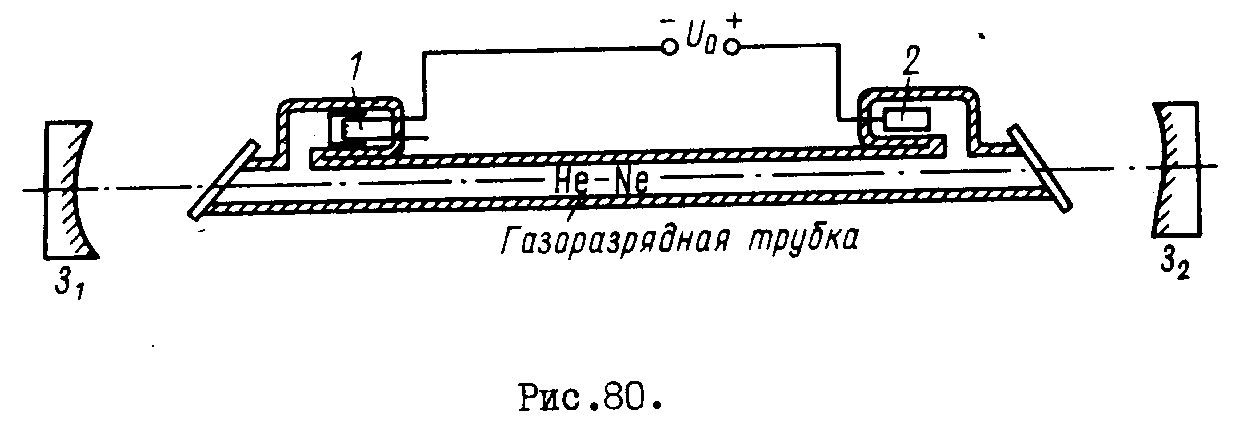 - U₀ +
1
2
He-Ne
Газоразрядная трубка
З₁
З₂
Рис.80.